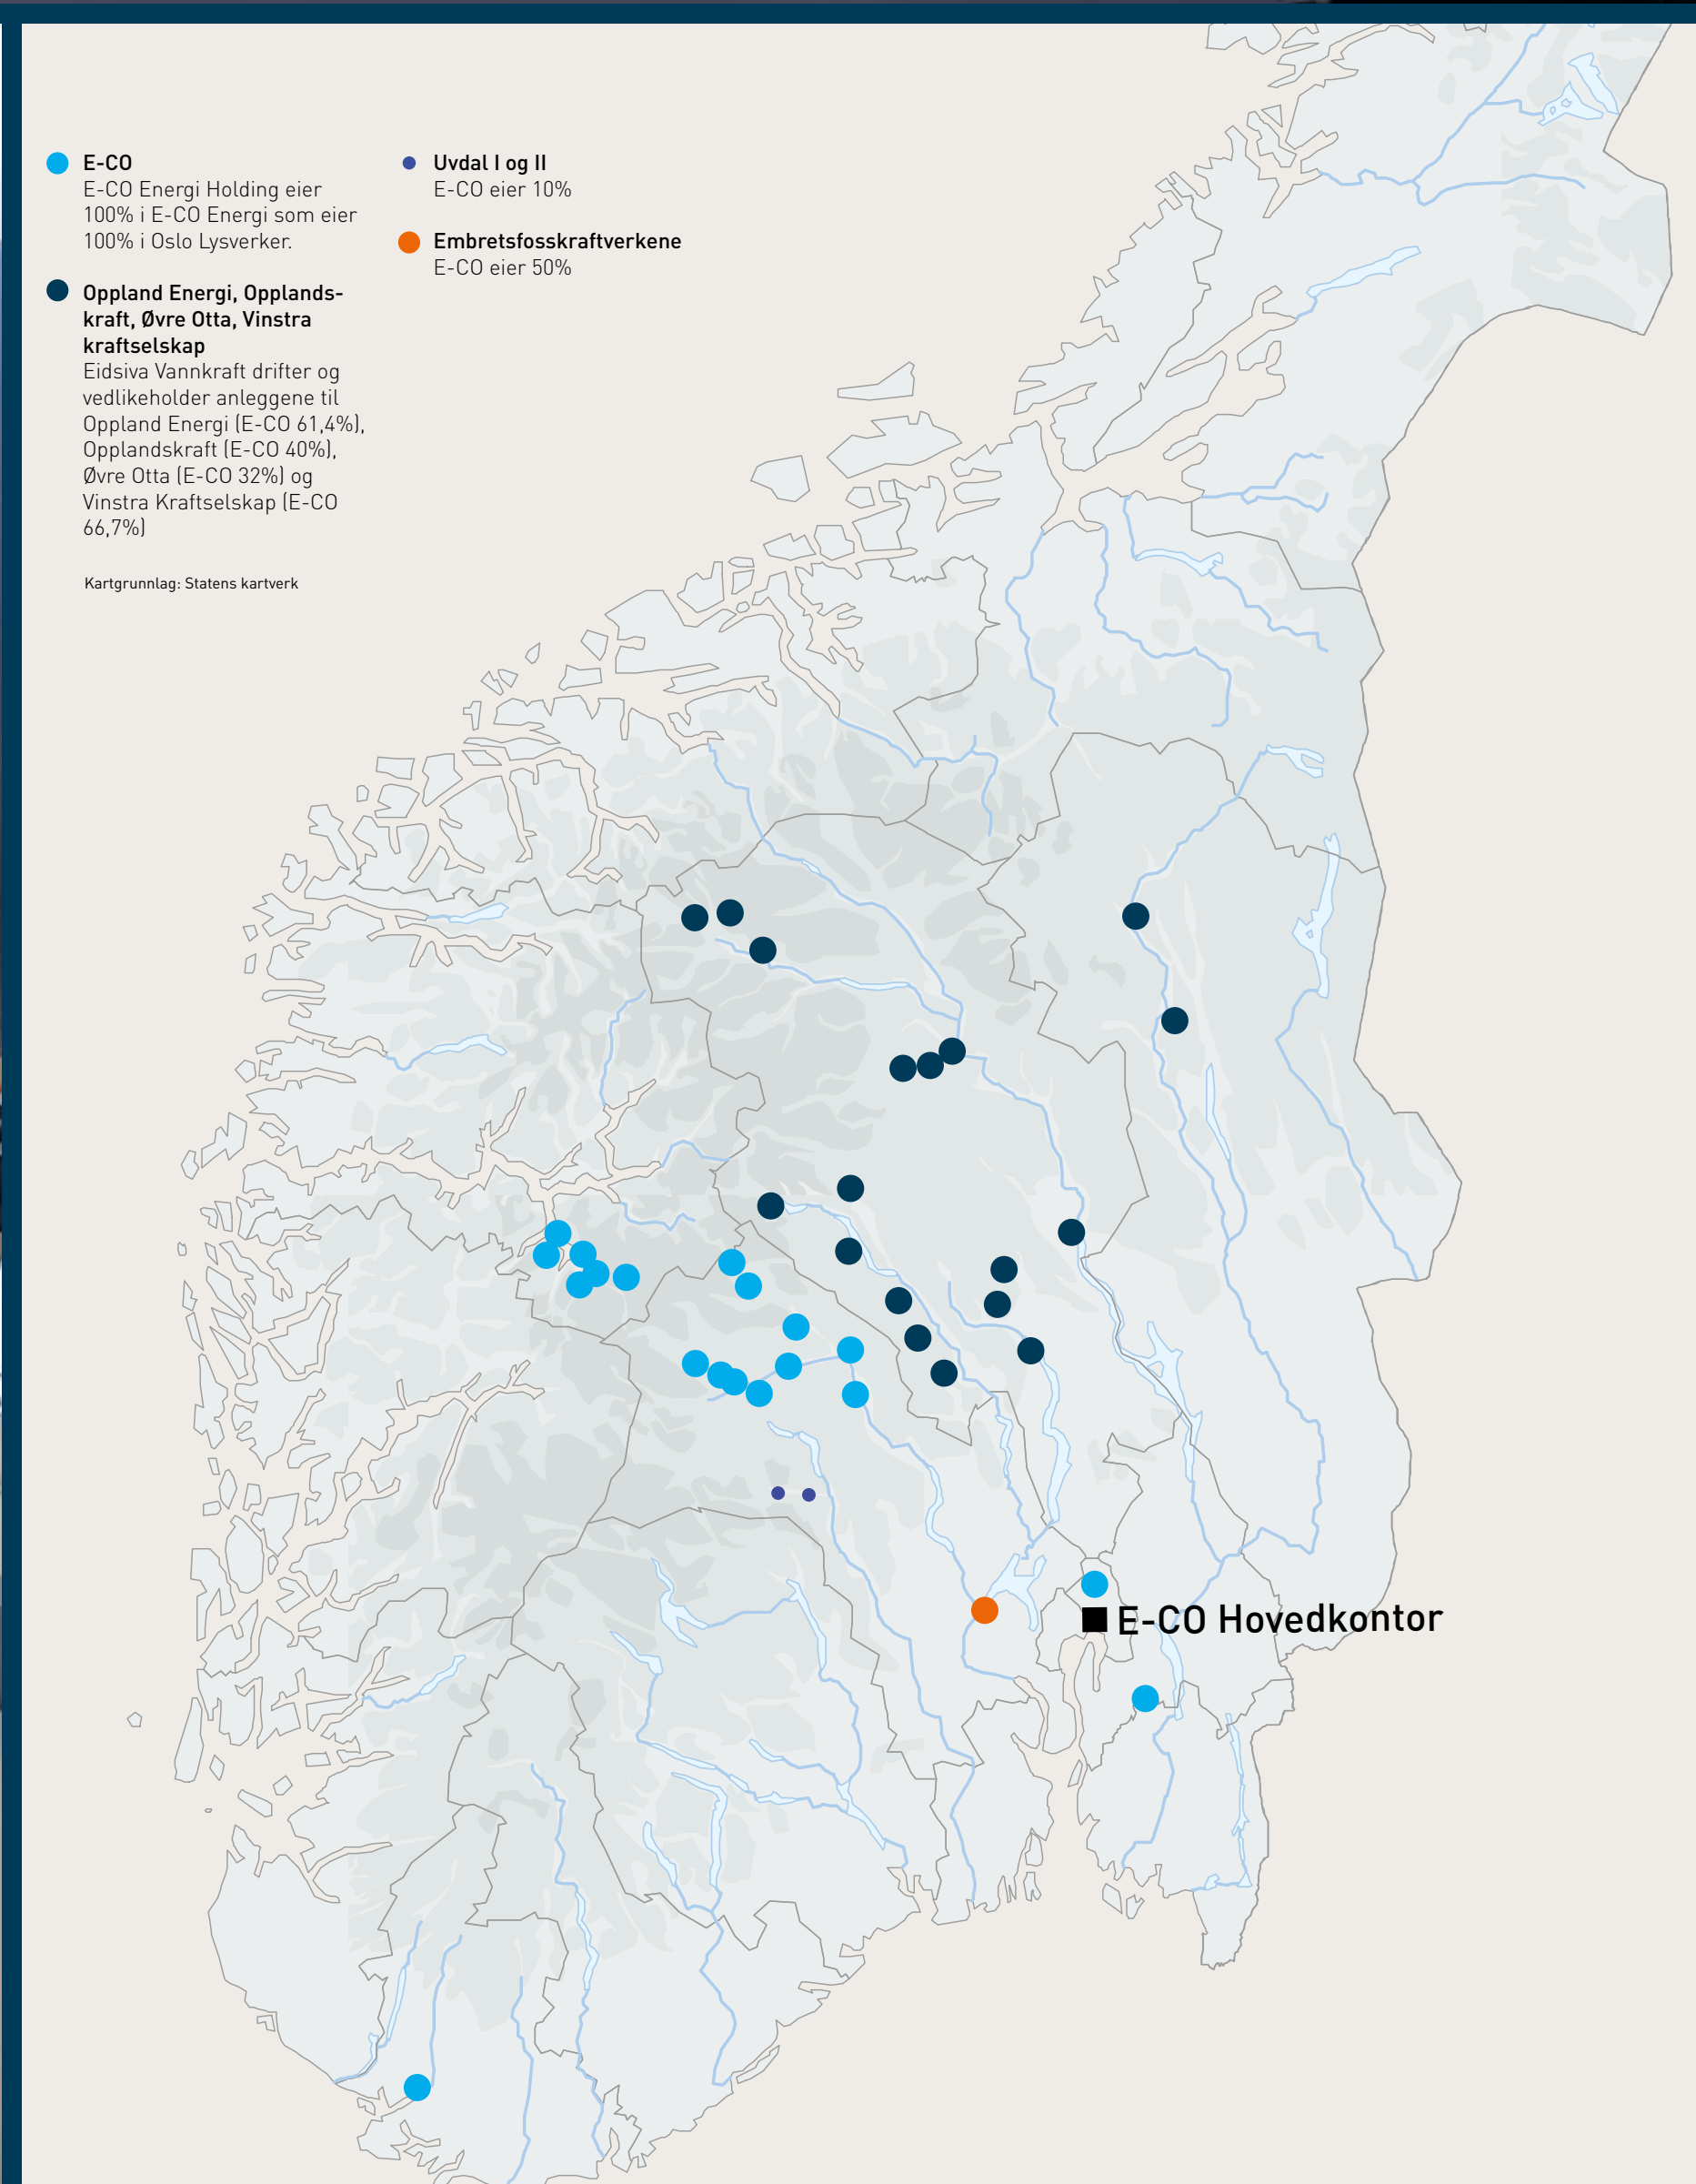 E-CO
E-CO Energi Holding eier
100% i E-CO Energi som eier
100% i Oslo Lysverker.
Oppland Energi, Opplands-
kraft, Øvre Otta, Vinstra
kraftselskap
Eidsiva Vannkraft drifter og
vedlikeholder anleggene til
Oppland Energi (E-CO 61,4%),
Opplandskraft (E-CO 40%),
Øvre Otta (E-CO 32%) og
Vinstra Kraftselskap (E-CO
66,7%)
Kartgrunnlag: Statens kartverk
Uvdal I og II
E-CO eier 10%
Embretsfosskraftverkene
E-CO eier 50%
E-CO Hovedkontor